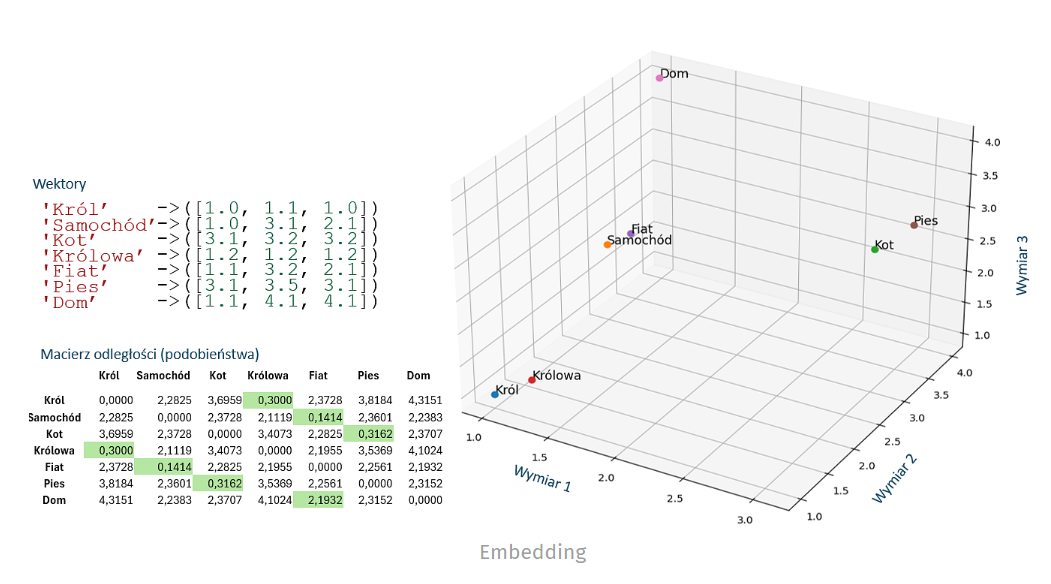 Wektory
'Król' ->([1.0, 1.1, 1.0])
'Samochód'->([1.0, 3.1, 2.1])
'Kot' ->([3.1, 3.2, 3.2])
'Królowa' ->([1.2, 1.2, 1.2])
'Fiat' ->([1.1, 3.2, 2.1])
'Pies' ->([3.1, 3.5, 3.1])
'Dom' ->([1.1, 4.1, 4.1])
Macierz odległości (podobieństwa)
Król Samochód Kot Królowa Fiat Pies Dom
Król 0,0000 2,2825 3,6959 0,3000 2,3728 3,8184 4,3151
Samochód 2,2825 0,0000 2,3728 2,1119 0,1414 2,3601 2,2383
Kot 3,6959 2,3728 0,0000 3,4073 2,2825 0,3162 2,3707
Królowa 0,3000 2,1119 3,4073 0,0000 2,1955 3,5369 4,1024
Fiat 2,3728 0,1414 2,2825 2,1955 0,0000 2,2561 2,1932
Pies 3,8184 2,3601 0,3162 3,5369 2,2561 0,0000 2,3152
Dom 4,3151 2,2383 2,3707 4,1024 2,1932 2,3152 0,0000
Dom
Pies
Fiat
Samochód
Kot
Królowa
Król
4.0
3.5
3.0
2.5
2.0
1.5
1.0
Wymiar 3
1.0
1.5
2.0
2.5
3.0
Wymiar 1
4.0
3.5
3.0
2.5
2.0
1.5
1.0
Wymiar 2
Embedding